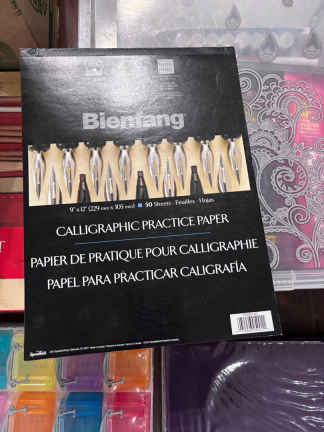 Bienfang
9" x 12" (229 mm x 305 mm) 50 Sheets · Feuilles · Hojas
CALLIGRAPHIC PRACTICE PAPER
PAPIER DE PRATIQUE POUR CALLIGRAPHIE
PAPEL PARA PRACTICAR CALIGRAFÍA